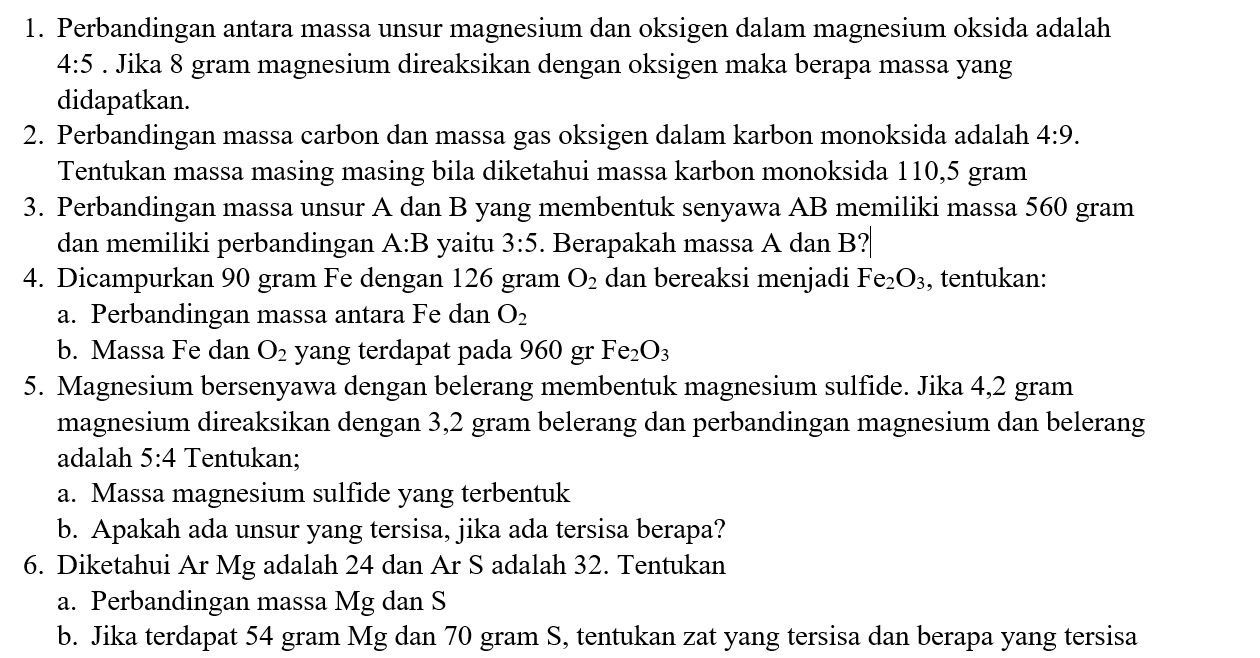 1. Perbandingan antara massa unsur magnesium dan oksigen dalam magnesium oksida adalah
4:5 . Jika 8 gram magnesium direaksikan dengan oksigen maka berapa massa yang
didapatkan.
2. Perbandingan massa carbon dan massa gas oksigen dalam karbon monoksida adalah 4:9.
Tentukan massa masing masing bila diketahui massa karbon monoksida 110,5 gram
3. Perbandingan massa unsur A dan B yang membentuk senyawa AB memiliki massa 560 gram
dan memiliki perbandingan A:B yaitu 3:5. Berapakah massa A dan B?
4. Dicampurkan 90 gram Fe dengan 126 gram O₂ dan bereaksi menjadi Fe₂O₃, tentukan:
a. Perbandingan massa antara Fe dan O₂
b. Massa Fe dan O₂ yang terdapat pada 960 gr Fe₂O₃
5. Magnesium bersenyawa dengan belerang membentuk magnesium sulfide. Jika 4,2 gram
magnesium direaksikan dengan 3,2 gram belerang dan perbandingan magnesium dan belerang
adalah 5:4 Tentukan;
a. Massa magnesium sulfide yang terbentuk
b. Apakah ada unsur yang tersisa, jika ada tersisa berapa?
6. Diketahui Ar Mg adalah 24 dan Ar S adalah 32. Tentukan
a. Perbandingan massa Mg dan S
b. Jika terdapat 54 gram Mg dan 70 gram S, tentukan zat yang tersisa dan berapa yang tersisa